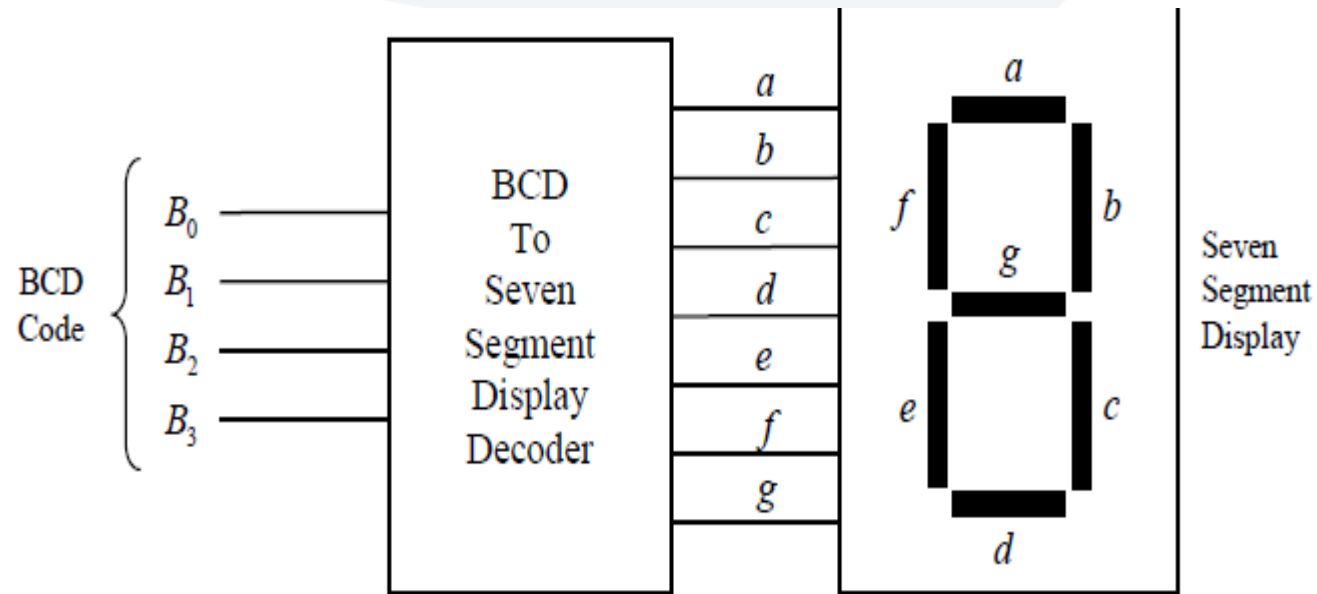 BCD
Code
B₀
B₁
B₂
B₃
BCD
To
Seven
Segment
Display
Decoder
a
b
c
d
e
f
g
a
f
b
g
e
c
d
Seven
Segment
Display